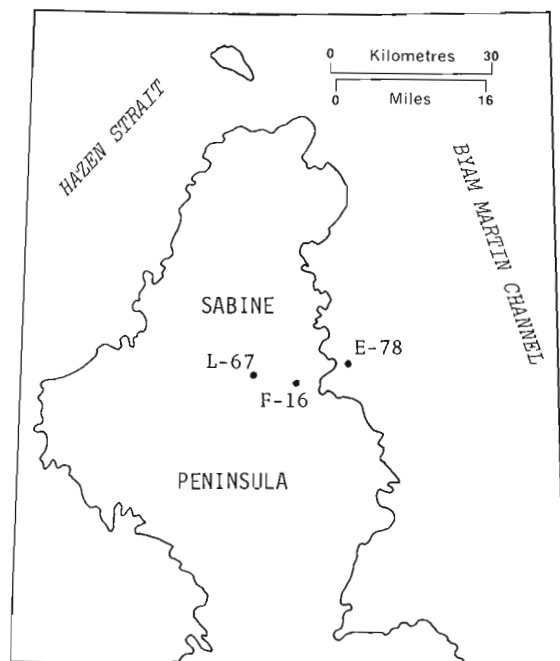 0 Kilometres 30
0 Miles 16
HAZEN STRAIT
BYAM MARTIN CHANNEL
SABINE
L-67
E-78
F-16
PENINSULA